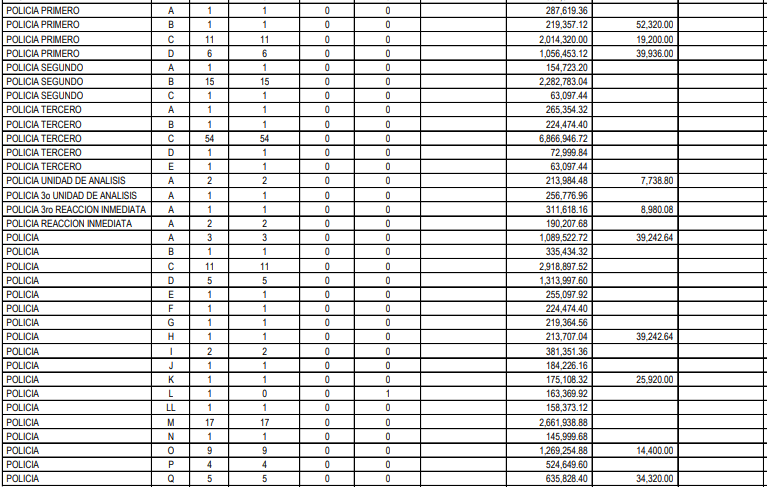 POLICIA PRIMERO A 1 1 0 0 287,619.36
POLICIA PRIMERO B 1 1 0 0 219,357.12 52,320.00
POLICIA PRIMERO C 11 11 0 0 2,014,320.00 19,200.00
POLICIA PRIMERO D 6 6 0 0 1,056,453.12 39,936.00
POLICIA SEGUNDO A 1 1 0 0 154,723.20
POLICIA SEGUNDO B 15 15 0 0 2,282,783.04
POLICIA SEGUNDO C 1 1 0 0 63,097.44
POLICIA TERCERO A 1 1 0 0 265,354.32
POLICIA TERCERO B 1 1 0 0 224,474.40
POLICIA TERCERO C 54 54 0 0 6,866,946.72
POLICIA TERCERO D 1 1 0 0 72,999.84
POLICIA TERCERO E 1 1 0 0 63,097.44
POLICIA UNIDAD DE ANALISIS A 2 2 0 0 213,984.48 7,738.80
POLICIA 3o UNIDAD DE ANALISIS A 1 1 0 0 256,776.96
POLICIA 3ro REACCION INMEDIATA A 1 1 0 0 311,618.16 8,980.08
POLICIA REACCION INMEDIATA A 2 2 0 0 190,207.68
POLICIA A 3 3 0 0 1,089,522.72 39,242.64
POLICIA B 1 1 0 0 335,434.32
POLICIA C 11 11 0 0 2,918,897.52
POLICIA D 5 5 0 0 1,313,997.60
POLICIA E 1 1 0 0 255,097.92
POLICIA F 1 1 0 0 224,474.40
POLICIA G 1 1 0 0 219,364.56
POLICIA H 1 1 0 0 213,707.04 39,242.64
POLICIA I 2 2 0 0 381,351.36
POLICIA J 1 1 0 0 184,226.16
POLICIA K 1 1 0 0 175,108.32 25,920.00
POLICIA L 1 0 0 1 163,369.92
POLICIA LL 1 1 0 0 158,373.12
POLICIA M 17 17 0 0 2,661,938.88
POLICIA N 1 1 0 0 145,999.68
POLICIA O 9 9 0 0 1,269,254.88 14,400.00
POLICIA P 4 4 0 0 524,649.60
POLICIA Q 5 5 0 0 635,828.40 34,320.00